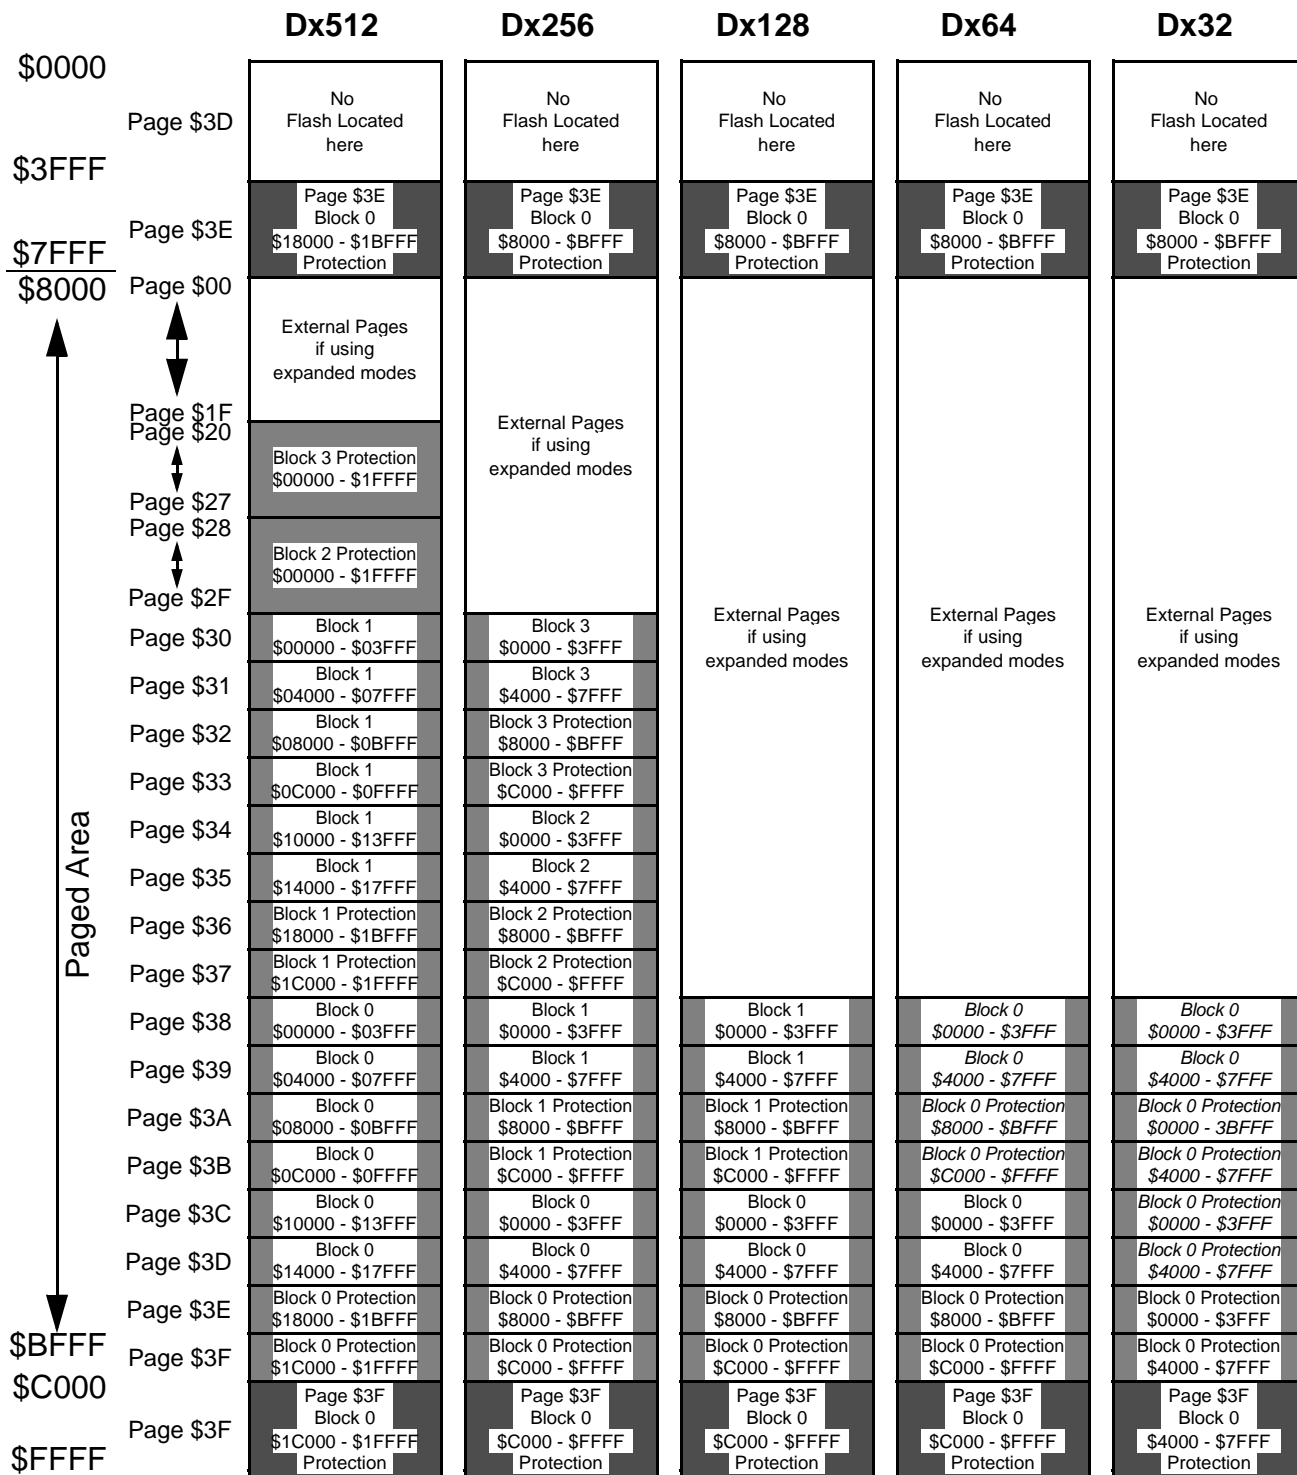 Dx512 Dx256 Dx128 Dx64 Dx32
$0000
Page $3D
$3FFF
No
Flash Located
here
No
Flash Located
here
No
Flash Located
here
No
Flash Located
here
No
Flash Located
here
Page $3E
$7FFF
Page $3E
Block 0
$18000 - $1BFFF
Protection
Page $3E
Block 0
$8000 - $BFFF
Protection
Page $3E
Block 0
$8000 - $BFFF
Protection
Page $3E
Block 0
$8000 - $BFFF
Protection
Page $3E
Block 0
$8000 - $BFFF
Protection
$8000
Page $00
External Pages
if using
expanded modes
Page $1F
Page $20
Block 3 Protection
$00000 - $1FFFF
Page $27
Page $28
Block 2 Protection
$00000 - $1FFFF
Page $2F
External Pages
if using
expanded modes
External Pages
if using
expanded modes
External Pages
if using
expanded modes
External Pages
if using
expanded modes
Paged Area
Page $30
Block 1
$00000 - $03FFF
Block 3
$0000 - $3FFF
Page $31
Block 1
$04000 - $07FFF
Block 3
$4000 - $7FFF
Page $32
Block 1
$08000 - $0BFFF
Block 3 Protection
$8000 - $BFFF
Page $33
Block 1
$0C000 - $0FFFF
Block 3 Protection
$C000 - $FFFF
Page $34
Block 1
$10000 - $13FFF
Block 2
$0000 - $3FFF
Page $35
Block 1
$14000 - $17FFF
Block 2
$4000 - $7FFF
Page $36
Block 1 Protection
$18000 - $1BFFF
Block 2 Protection
$8000 - $BFFF
Page $37
Block 1 Protection
$1C000 - $1FFFF
Block 2 Protection
$C000 - $FFFF
Page $38
Block 0
$00000 - $03FFF
Block 1
$0000 - $3FFF
Block 1
$0000 - $3FFF
Block 0
$0000 - $3FFF
Block 0
$0000 - $3FFF
Page $39
Block 0
$04000 - $07FFF
Block 1
$4000 - $7FFF
Block 1
$4000 - $7FFF
Block 0
$4000 - $7FFF
Block 0
$4000 - $7FFF
Page $3A
Block 0
$08000 - $0BFFF
Block 1 Protection
$8000 - $BFFF
Block 1 Protection
$8000 - $BFFF
Block 0 Protection
$8000 - $BFFF
Block 0 Protection
$0000 - 3BFFF
Page $3B
Block 0
$0C000 - $0FFFF
Block 1 Protection
$C000 - $FFFF
Block 1 Protection
$C000 - $FFFF
Block 0 Protection
$C000 - $FFFF
Block 0 Protection
$4000 - $7FFF
Page $3C
Block 0
$10000 - $13FFF
Block 0
$0000 - $3FFF
Block 0
$0000 - $3FFF
Block 0
$0000 - $3FFF
Block 0 Protection
$0000 - $3FFF
Page $3D
Block 0
$14000 - $17FFF
Block 0
$4000 - $7FFF
Block 0
$4000 - $7FFF
Block 0
$4000 - $7FFF
Block 0 Protection
$4000 - $7FFF
Page $3E
Block 0 Protection
$18000 - $1BFFF
Block 0 Protection
$8000 - $BFFF
Block 0 Protection
$8000 - $BFFF
Block 0 Protection
$8000 - $BFFF
Block 0 Protection
$0000 - $3FFF
$BFFF
Page $3F
Block 0 Protection
$1C000 - $1FFFF
Block 0 Protection
$C000 - $FFFF
Block 0 Protection
$C000 - $FFFF
Block 0 Protection
$C000 - $FFFF
Block 0 Protection
$4000 - $7FFF
$C000
Page $3F
$FFFF
Page $3F
Block 0
$1C000 - $1FFFF
Protection
Page $3F
Block 0
$C000 - $FFFF
Protection
Page $3F
Block 0
$C000 - $FFFF
Protection
Page $3F
Block 0
$C000 - $FFFF
Protection
Page $3F
Block 0
$4000 - $7FFF
Protection